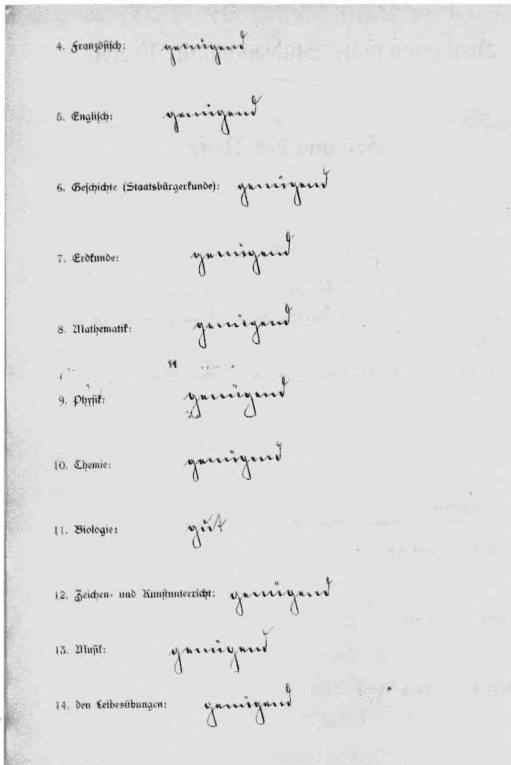 4. Französisch: genügend
5. Englisch: genügend
6. Geschichte (Staatsbürgerkunde): genügend
7. Erdkunde: genügend
8. Mathematik: genügend
9. Physik: genügend
10. Chemie: genügend
11. Biologie: gut
12. Zeichen- und Kunstunterricht: genügend
13. Musik: genügend
14. den Leibesübungen: genügend